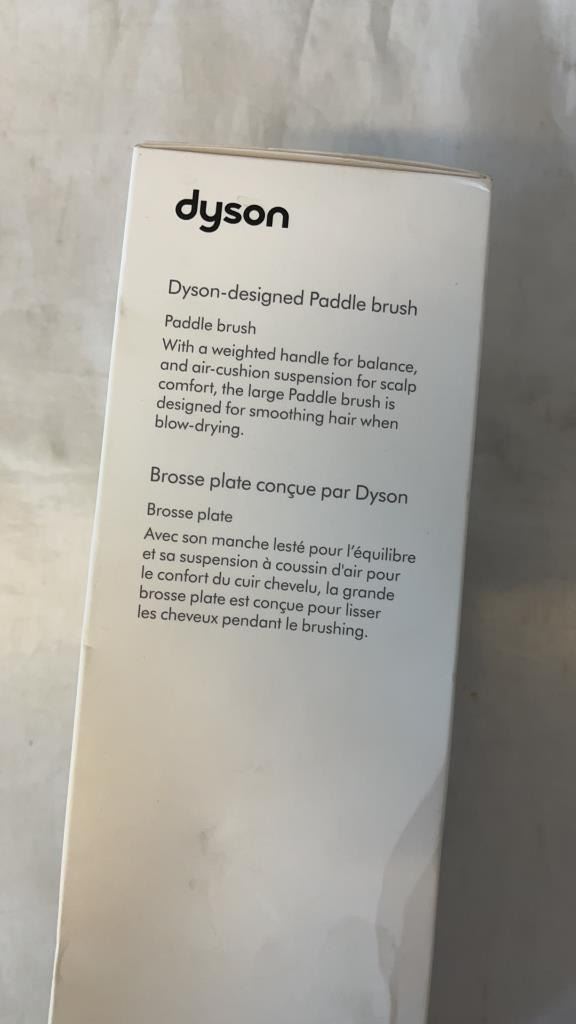 dyson
Dyson-designed Paddle brush
Paddle brush
With a weighted handle for balance,
and air-cushion suspension for scalp
comfort, the large Paddle brush is
designed for smoothing hair when
blow-drying.
Brosse plate conçue par Dyson
Brosse plate
Avec son manche lesté pour l’équilibre
et sa suspension à coussin d'air pour
le confort du cuir chevelu, la grande
brosse plate est conçue pour lisser
les cheveux pendant le brushing.